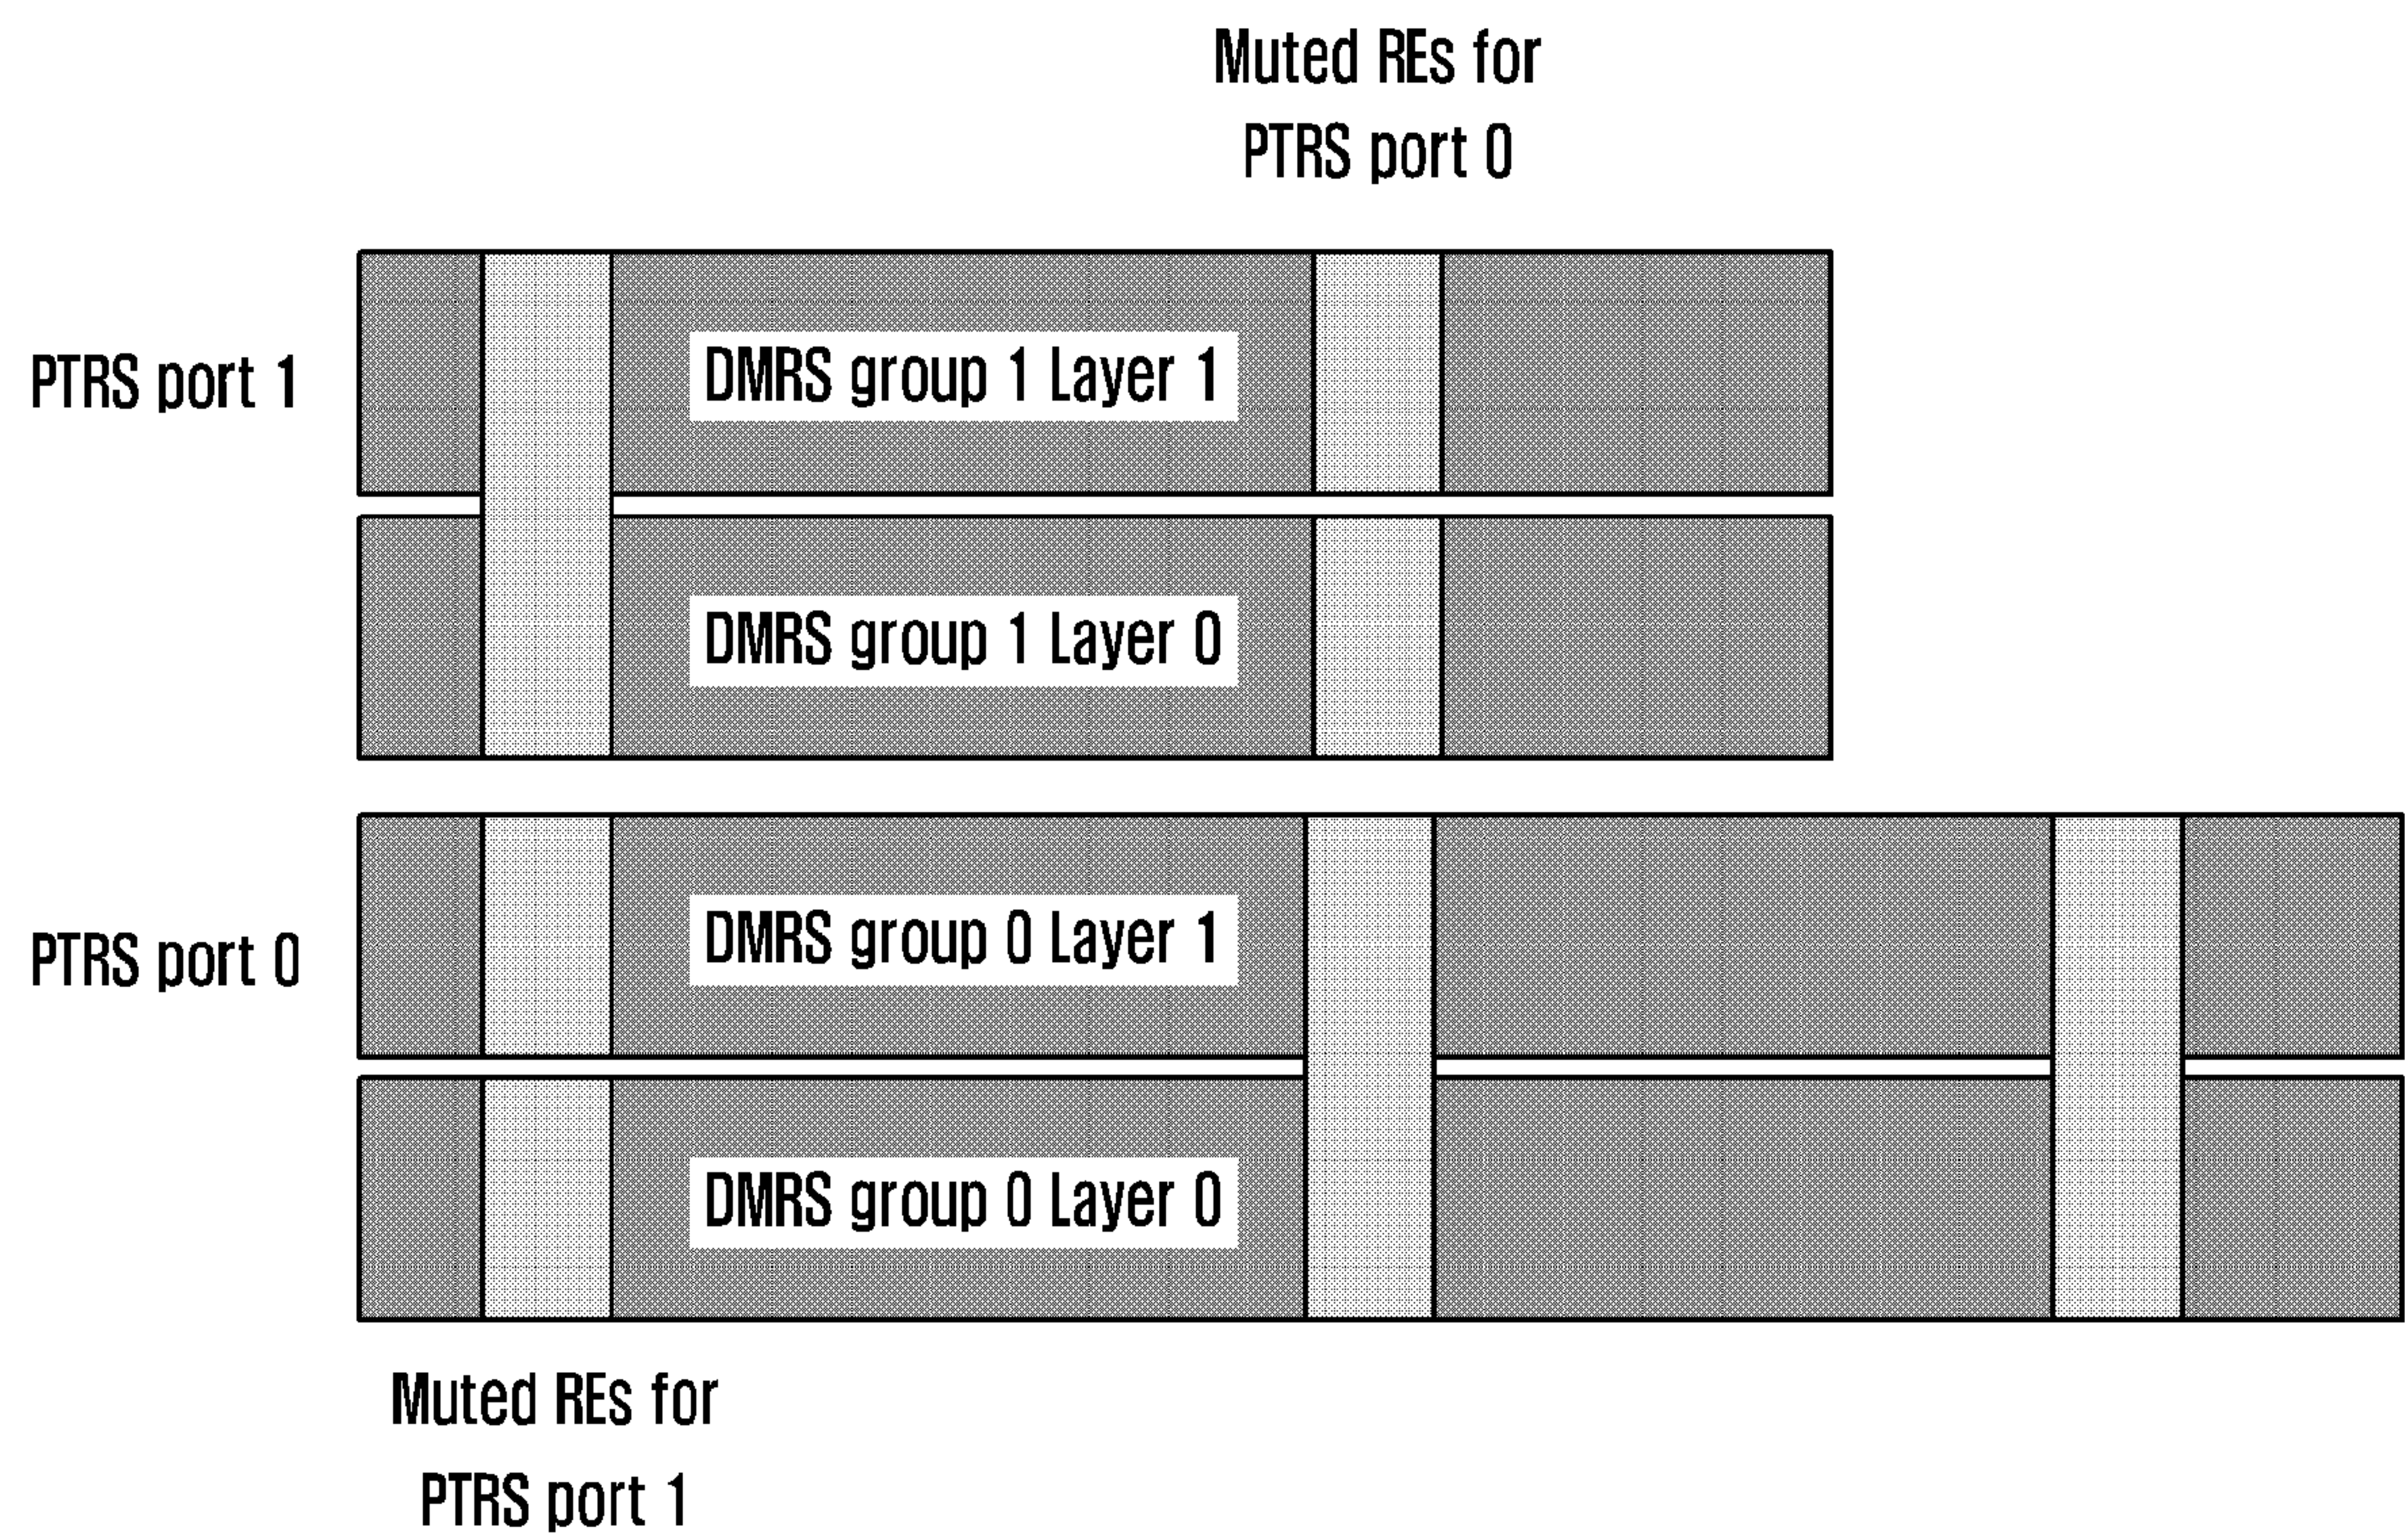 Muted REs for
PTRS port 0
PTRS port 1
DMRS group 1 Layer 1
DMRS group 1 Layer 0
PTRS port 0
DMRS group 0 Layer 1
DMRS group 0 Layer 0
Muted REs for
PTRS port 1